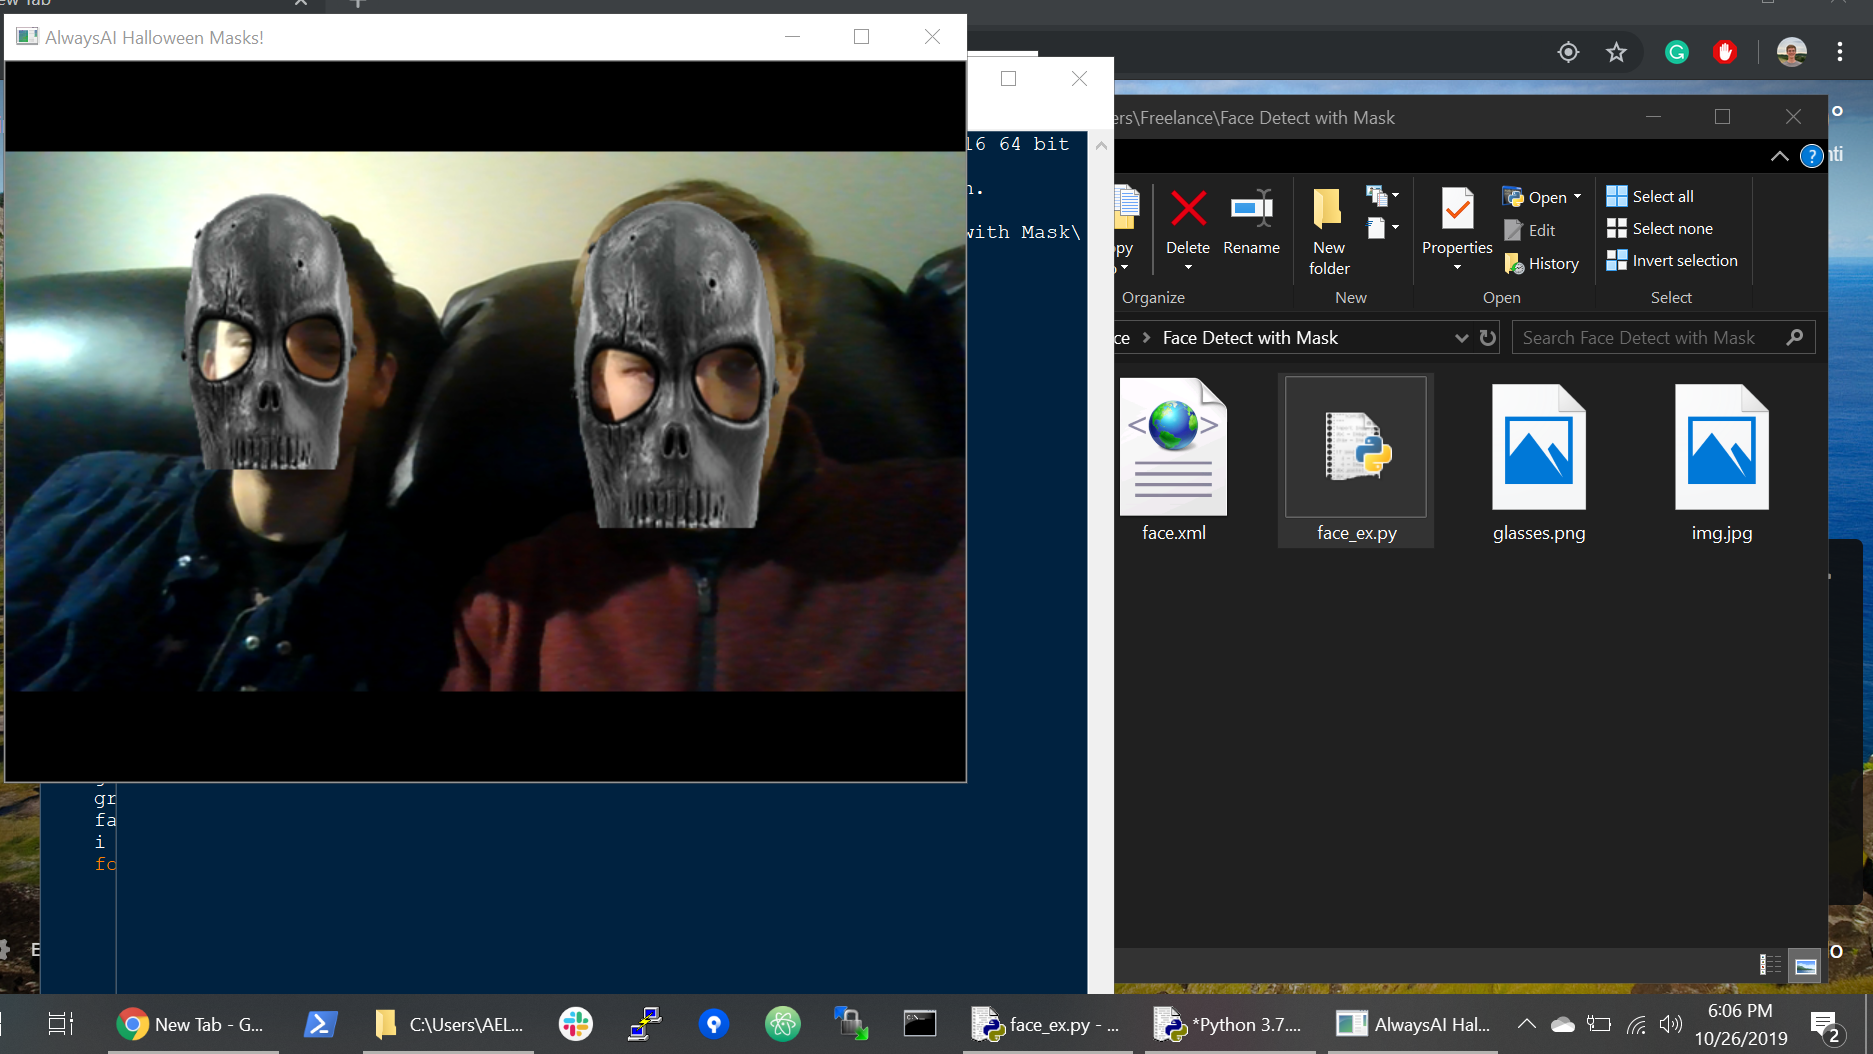 ew Tab
AlwaysAI Halloween Masks!
ers\Freelance\Face Detect with Mask
16 64 bit
n.
with Mask\
nti
opy
Delete
Rename
New
folder
Properties
Open
Edit
History
Select all
Select none
Invert selection
Organize
New
Open
Select
ce
Face Detect with Mask
Search Face Detect with Mask
face.xml
face_ex.py
glasses.png
img.jpg
gr
fa
i
fo
E
New Tab - G...
C:\Users\AEL...
face_ex.py - ...
*Python 3.7....
AlwaysAI Hal...
6:06 PM
10/26/2019
2